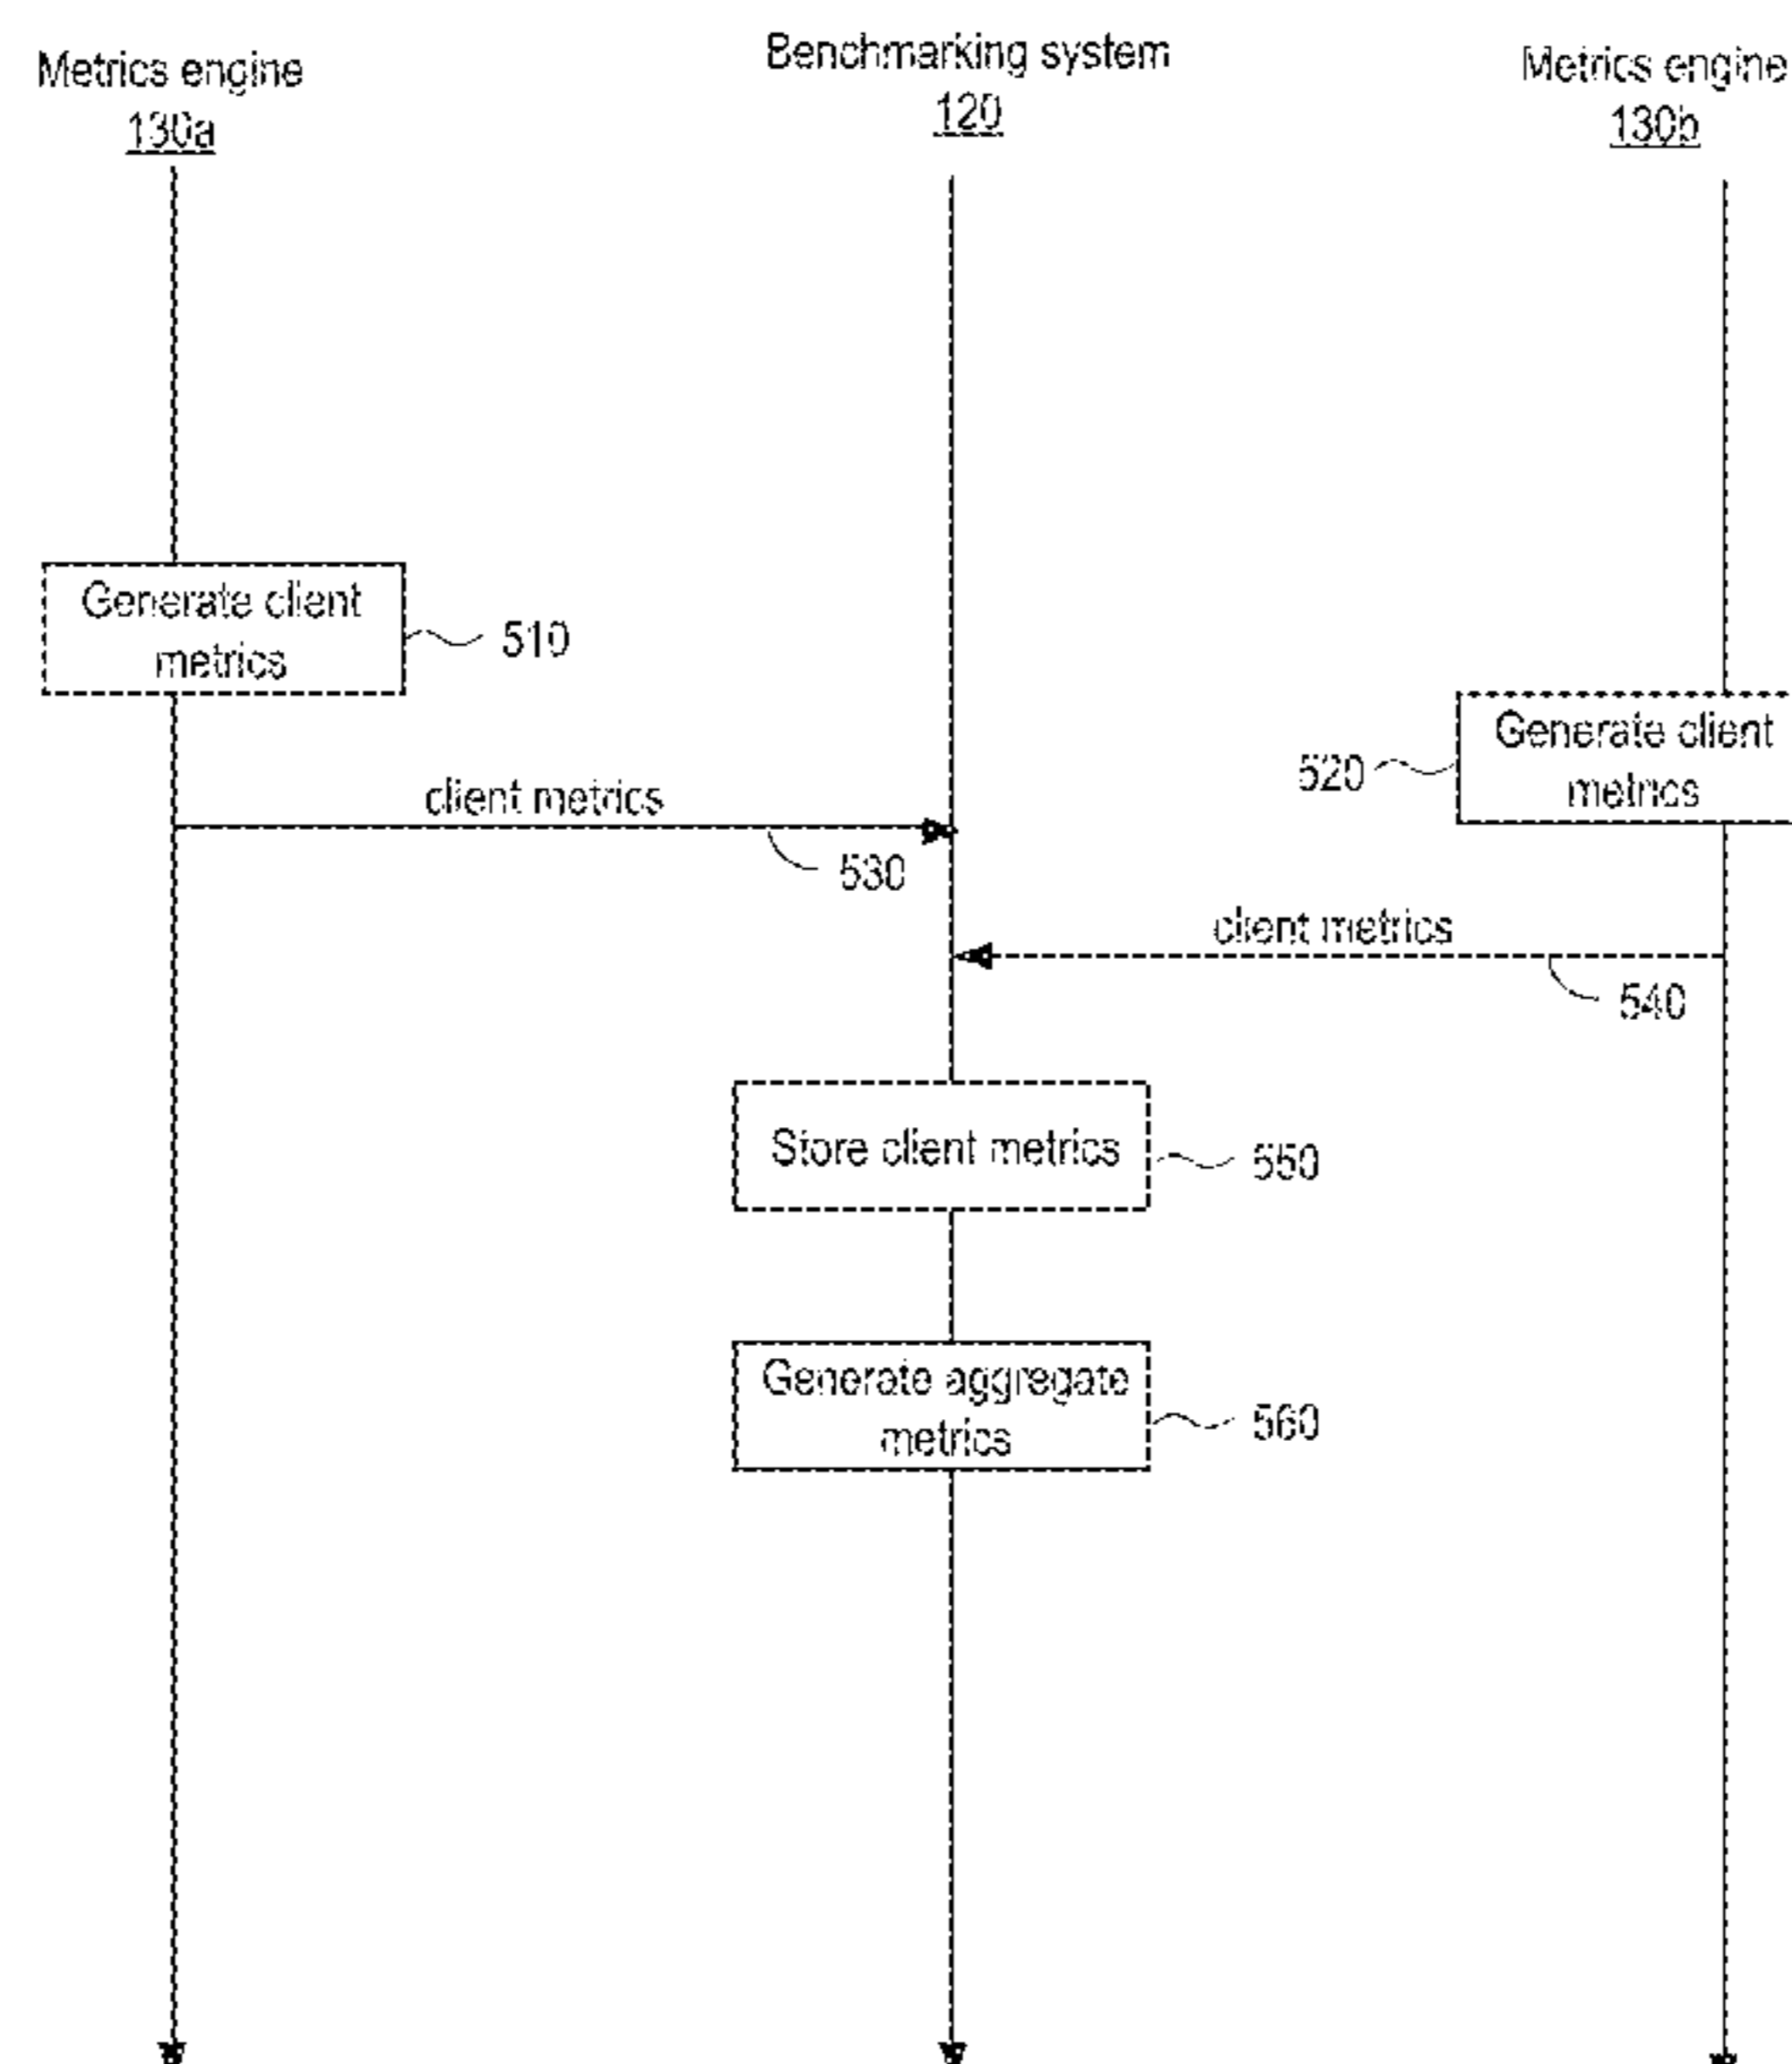 Metrics engine
130a
Benchmarking system
120
Metrics engine
130b
Generate client
metrics
510
Generate client
metrics
520
client metrics
530
client metrics
540
Store client metrics
550
Generate aggregate
metrics
560